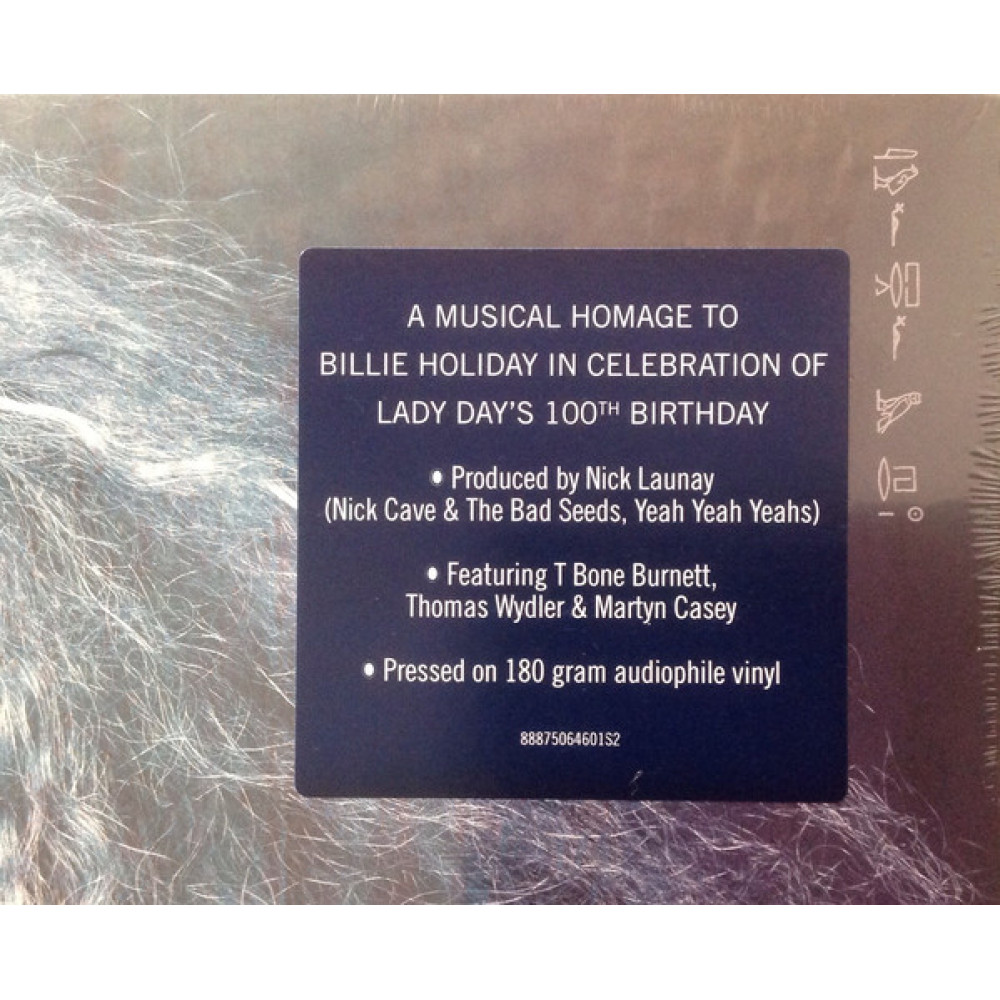 A MUSICAL HOMAGE TO
BILLIE HOLIDAY IN CELEBRATION OF
LADY DAY'S 100TH BIRTHDAY
• Produced by Nick Launay
(Nick Cave & The Bad Seeds, Yeah Yeah Yeahs)
• Featuring T Bone Burnett,
Thomas Wydler & Martyn Casey
• Pressed on 180 gram audiophile vinyl
88875064601S2